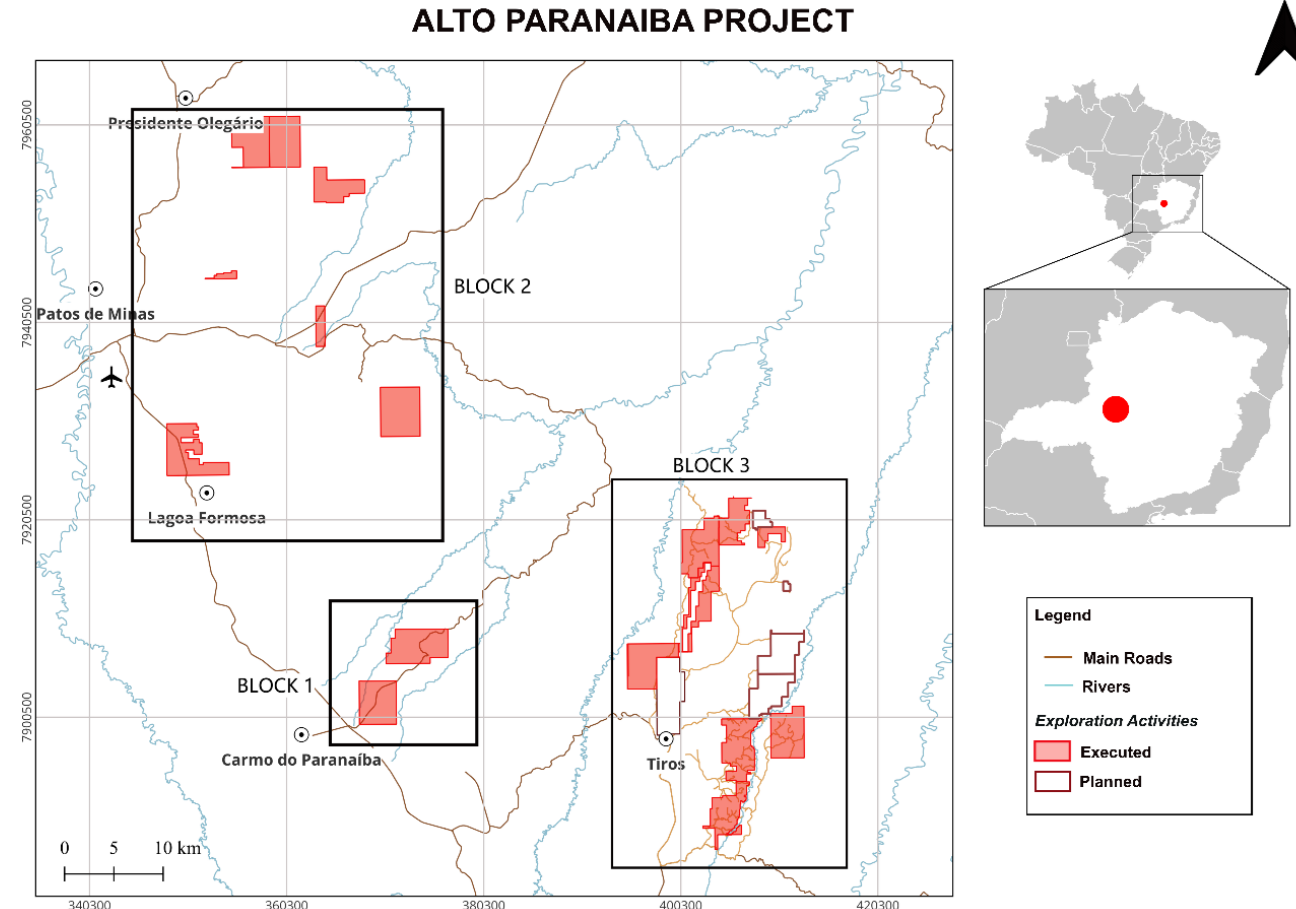 ALTO PARANAIBA PROJECT
7960500
Presidente Olegário
BLOCK 2
Patos de Minas
7940500
BLOCK 3
Lagoa Formosa
7920500
BLOCK 1
7900500
Carmo do Paranaíba
Tiros
0 5 10 km
340300 360300 380300 400300 420300
Legend
Main Roads
Rivers
Exploration Activities
Executed
Planned